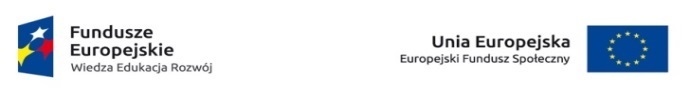 Fundusze
Europejskie
Wiedza Edukacja Rozwój
Unia Europejska
Europejski Fundusz Społeczny